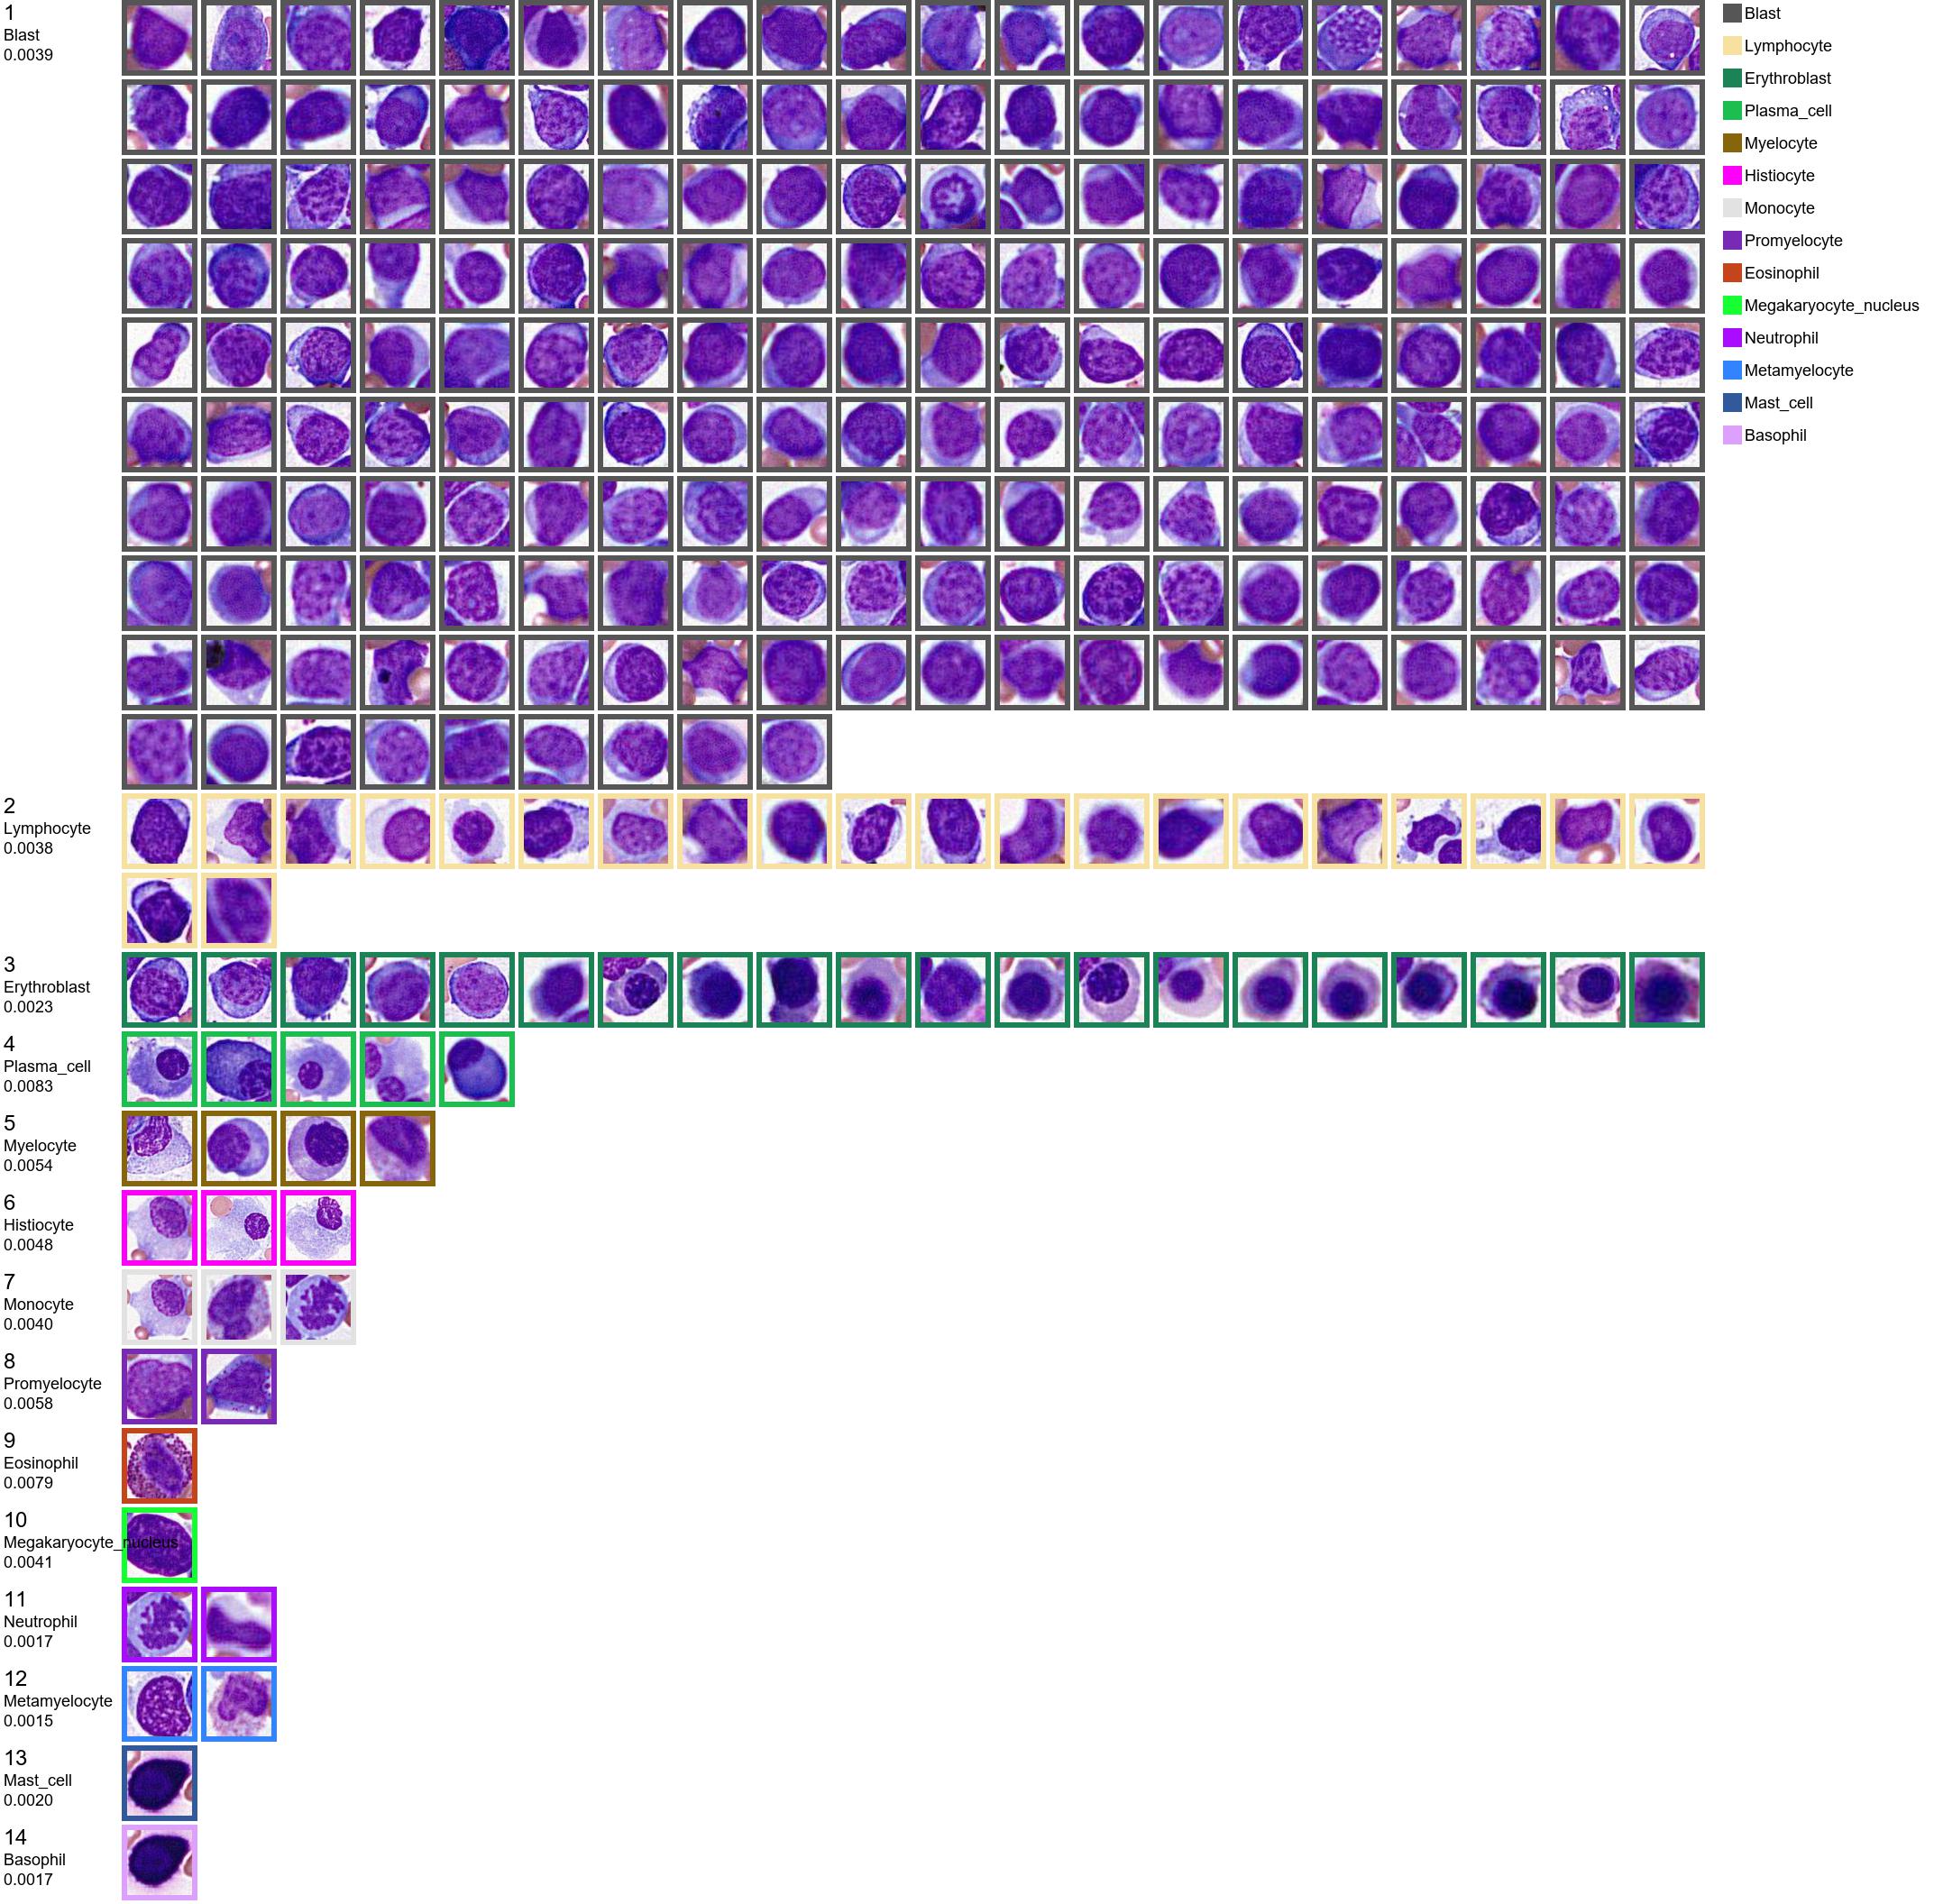 1
Blast
0.0039
2
Lymphocyte
0.0038
3
Erythroblast
0.0023
4
Plasma_cell
0.0083
5
Myelocyte
0.0054
6
Histiocyte
0.0048
7
Monocyte
0.0040
8
Promyelocyte
0.0058
9
Eosinophil
0.0079
10
Megakaryocyte_nucleus
0.0041
11
Neutrophil
0.0017
12
Metamyelocyte
0.0015
13
Mast_cell
0.0020
14
Basophil
0.0017
Blast
Lymphocyte
Erythroblast
Plasma_cell
Myelocyte
Histiocyte
Monocyte
Promyelocyte
Eosinophil
Megakaryocyte_nucleus
Neutrophil
Metamyelocyte
Mast_cell
Basophil